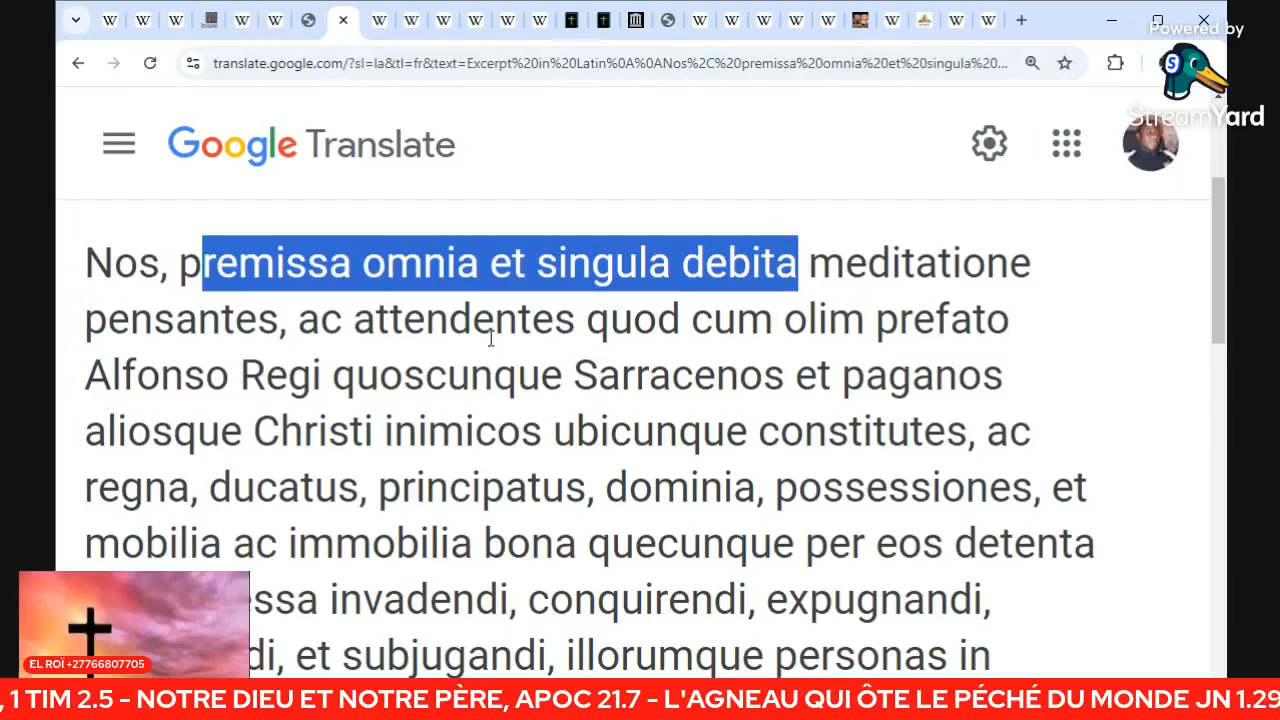 Powered by
StreamYard
translate.google.com/?sl=la&tl=fr&text=Excerpt%20in%20Latin%0A%0ANos%2C%20premissa%20omnia%20et%20singula%20...
Google Translate
Nos, premissa omnia et singula debita meditatione
pensantes, ac attendentes quod cum olim prefato
Alfonso Regi quoscunque Sarracenos et paganos
aliosque Christi inimicos ubicunque constitutes, ac
regna, ducatus, principatus, dominia, possessiones, et
mobilia ac immobilia bona quecunque per eos detenta
ssa invadendi, conquirendi, expugnandi,
di, et subjugandi, illorumque personas in
EL ROÏ +27766807705
, 1 TIM 2.5 - NOTRE DIEU ET NOTRE PÈRE, APOC 21.7 - L'AGNEAU QUI ÔTE LE PÉCHÉ DU MONDE JN 1.29